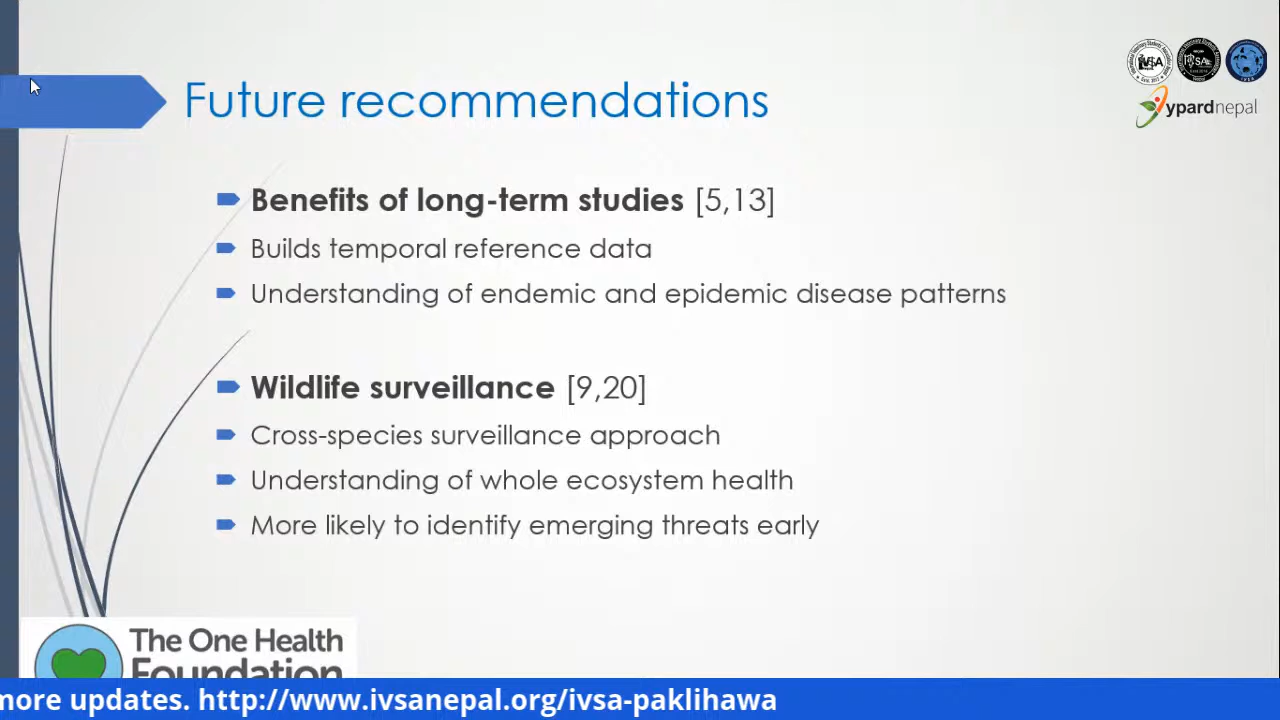 Future recommendations
IVSA
ypardnepal
Benefits of long-term studies [5,13]
Builds temporal reference data
Understanding of endemic and epidemic disease patterns
Wildlife surveillance [9,20]
Cross-species surveillance approach
Understanding of whole ecosystem health
More likely to identify emerging threats early
The One Health
Foundation
more updates. http://www.ivsanepal.org/ivsa-paklihawa